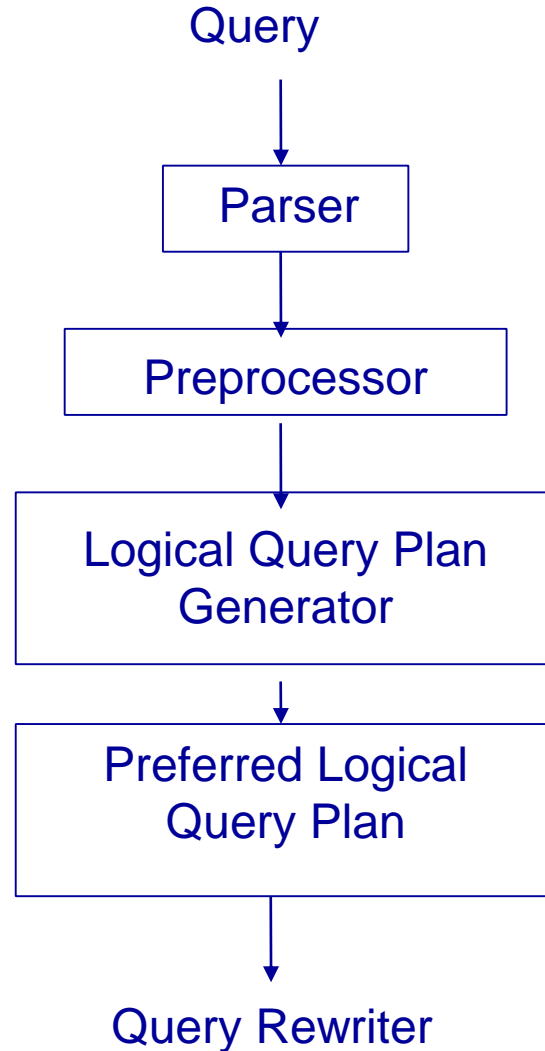 Query
Parser
Preprocessor
Logical Query Plan
Generator
Preferred Logical
Query Plan
Query Rewriter